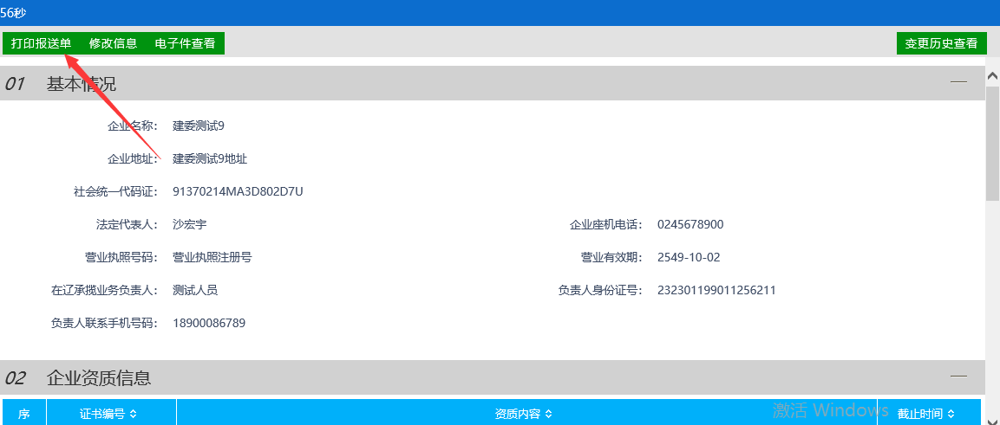 56秒
打印报送单 修改信息 电子件查看 变更历史查看
01 基本情况
企业名称： 建委测试9
企业地址： 建委测试9地址
社会统一代码证： 91370214MA3D802D7U
法定代表人： 沙宏宇 企业座机电话： 0245678900
营业执照号码： 营业执照注册号 营业有效期： 2549-10-02
在辽承揽业务负责人： 测试人员 负责人身份证号： 232301199011256211
负责人联系手机号码： 18900086789
02 企业资质信息
序 证书编号 资质内容 截止时间
激活 Windows